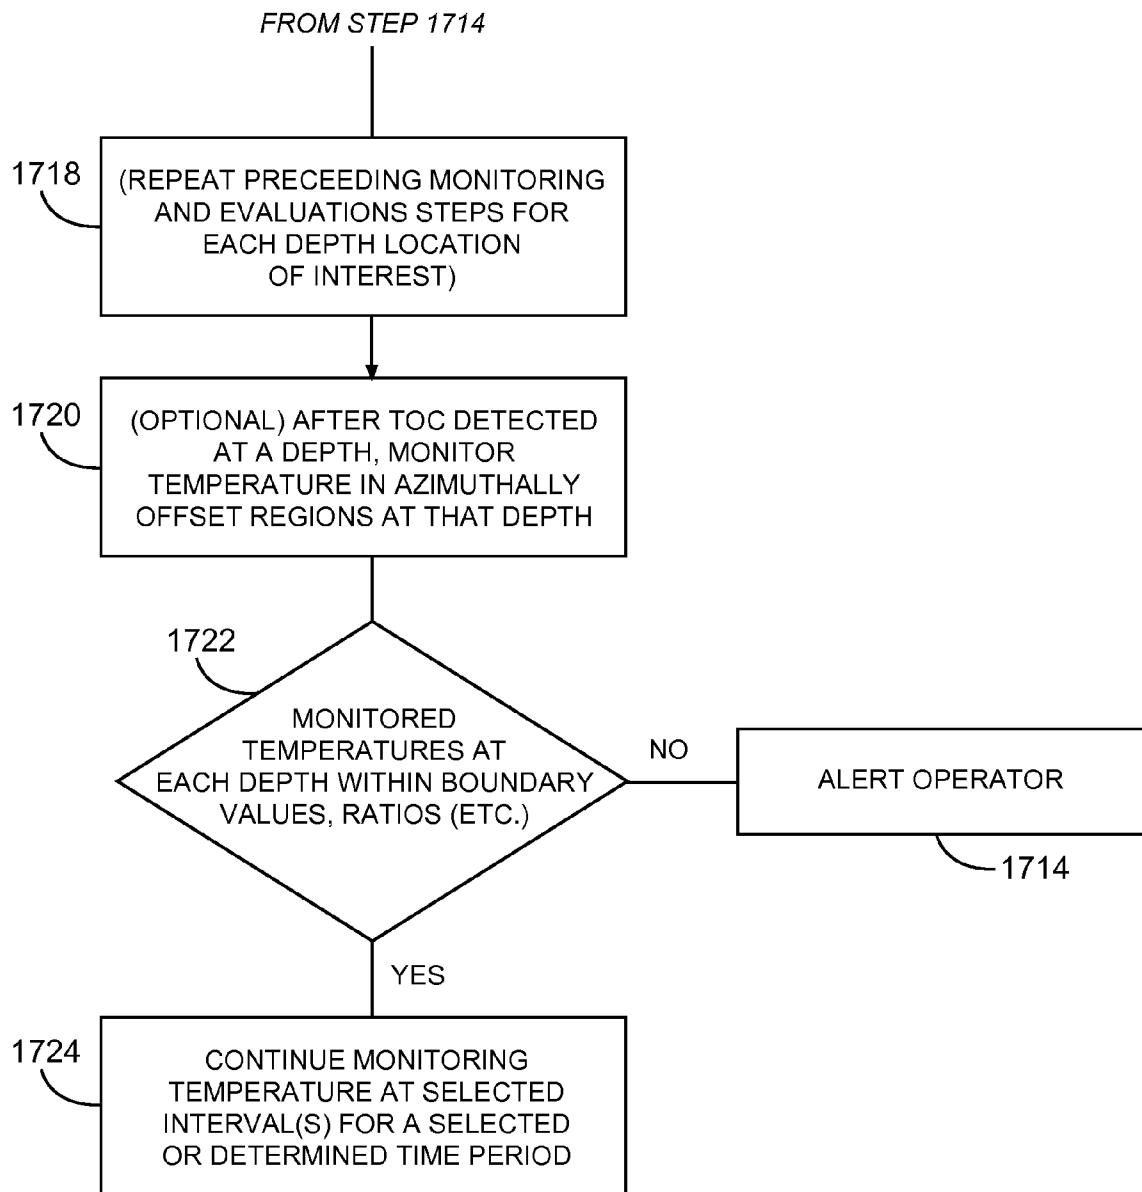 FROM STEP 1714
1718
(REPEAT PRECEEDING MONITORING
AND EVALUATIONS STEPS FOR
EACH DEPTH LOCATION
OF INTEREST)
1720
(OPTIONAL) AFTER TOC DETECTED
AT A DEPTH, MONITOR
TEMPERATURE IN AZIMUTHALLY
OFFSET REGIONS AT THAT DEPTH
1722
MONITORED
TEMPERATURES AT
EACH DEPTH WITHIN BOUNDARY
VALUES, RATIOS (ETC.)
NO
ALERT OPERATOR
1714
YES
1724
CONTINUE MONITORING
TEMPERATURE AT SELECTED
INTERVAL(S) FOR A SELECTED
OR DETERMINED TIME PERIOD